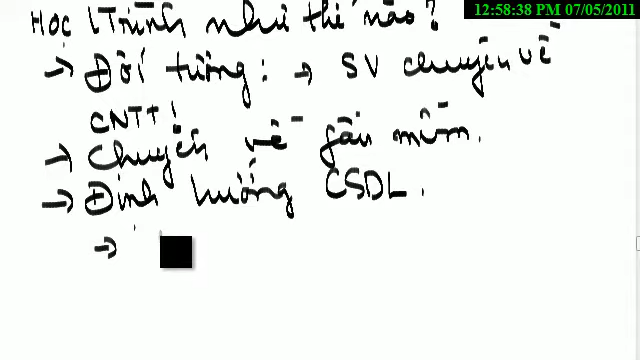 12:58:38 PM 07/05/2011
Học lTrình như thế nào?
→ Đối tượng: → SV chuyên về
CNTT!
→ Chuyên về gần mềm.
→ Định hướng CSDL.
→